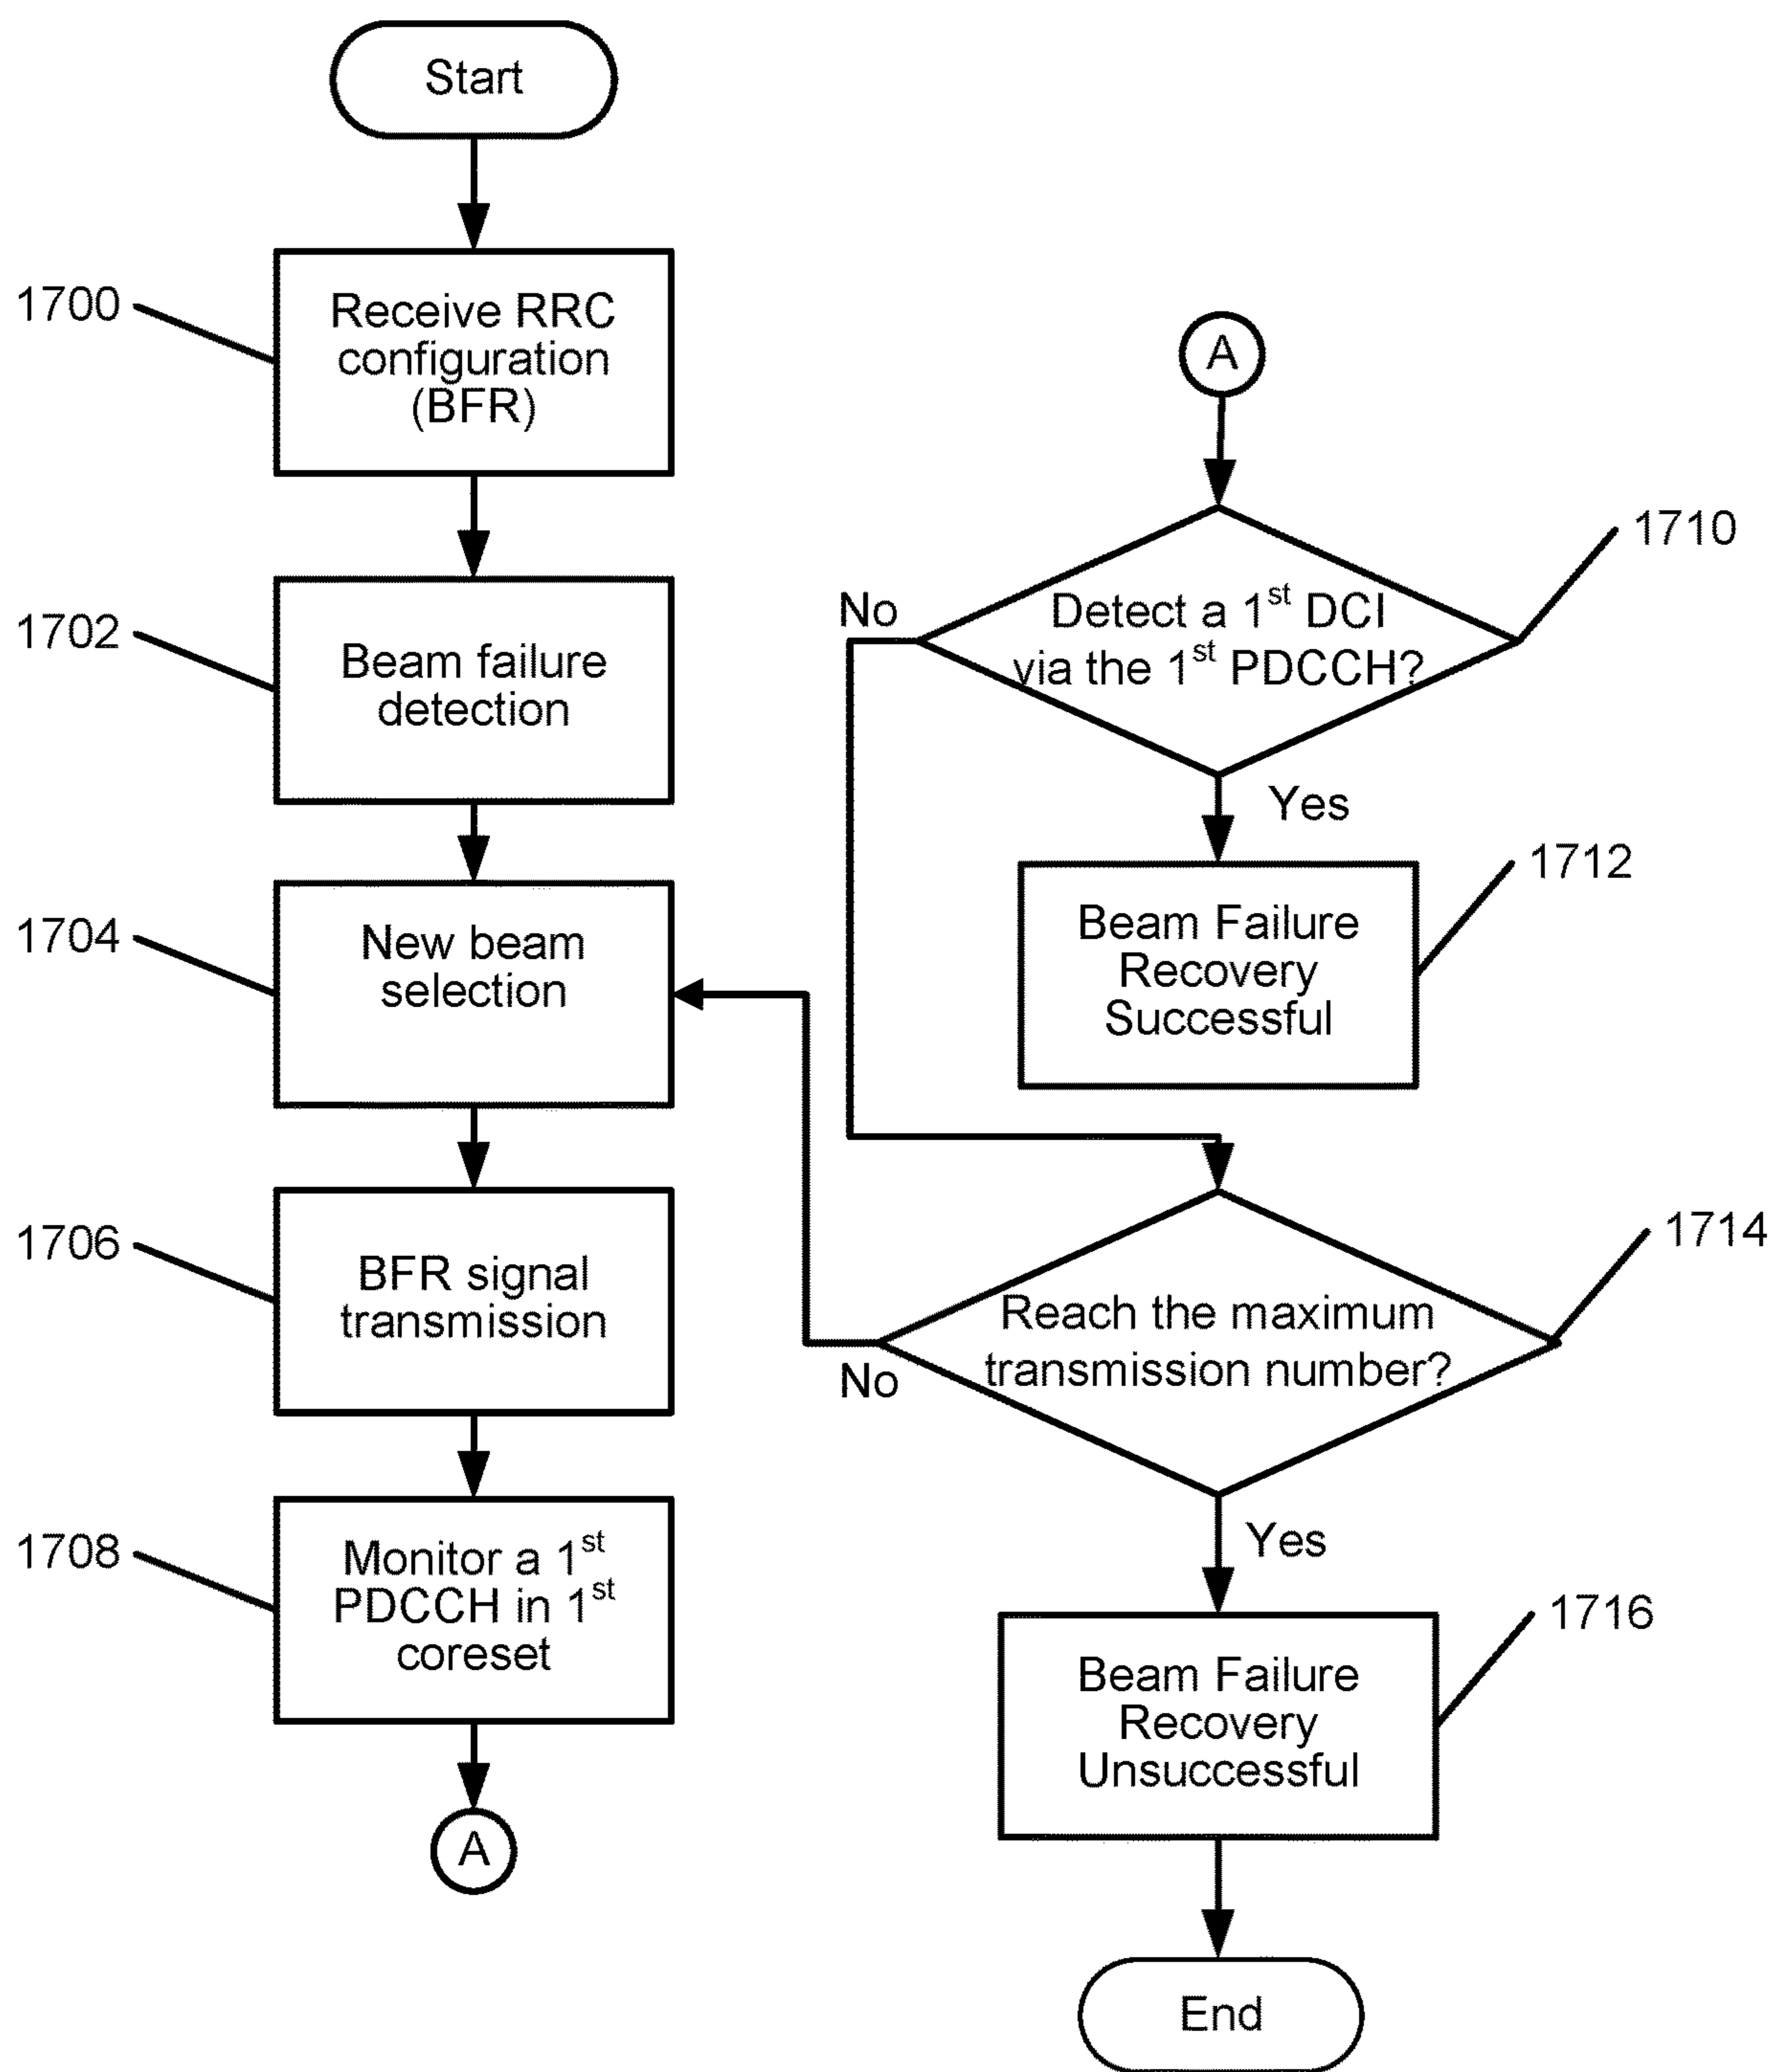 Start
1700
Receive RRC
configuration
(BFR)
1702
Beam failure
detection
1704
New beam
selection
1706
BFR signal
transmission
1708
Monitor a 1st
PDCCH in 1st
coreset
A
A
1710
No
Detect a 1st DCI
via the 1st PDCCH?
Yes
1712
Beam Failure
Recovery
Successful
1714
Reach the maximum
transmission number?
No
Yes
1716
Beam Failure
Recovery
Unsuccessful
End